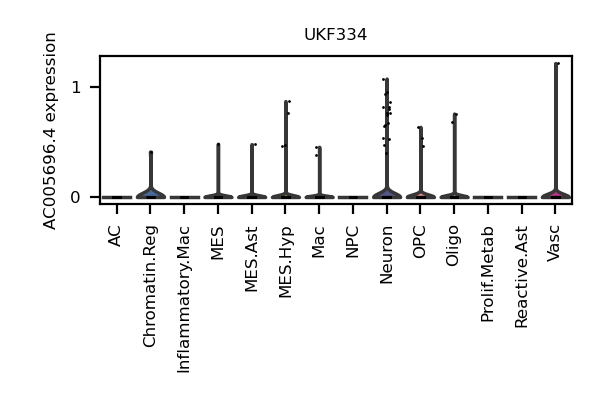 UKF334
AC005696.4 expression
1
0
AC
Chromatin.Reg
Inflammatory.Mac
MES
MES.Ast
MES.Hyp
Mac
NPC
Neuron
OPC
Oligo
Prolif.Metab
Reactive.Ast
Vasc